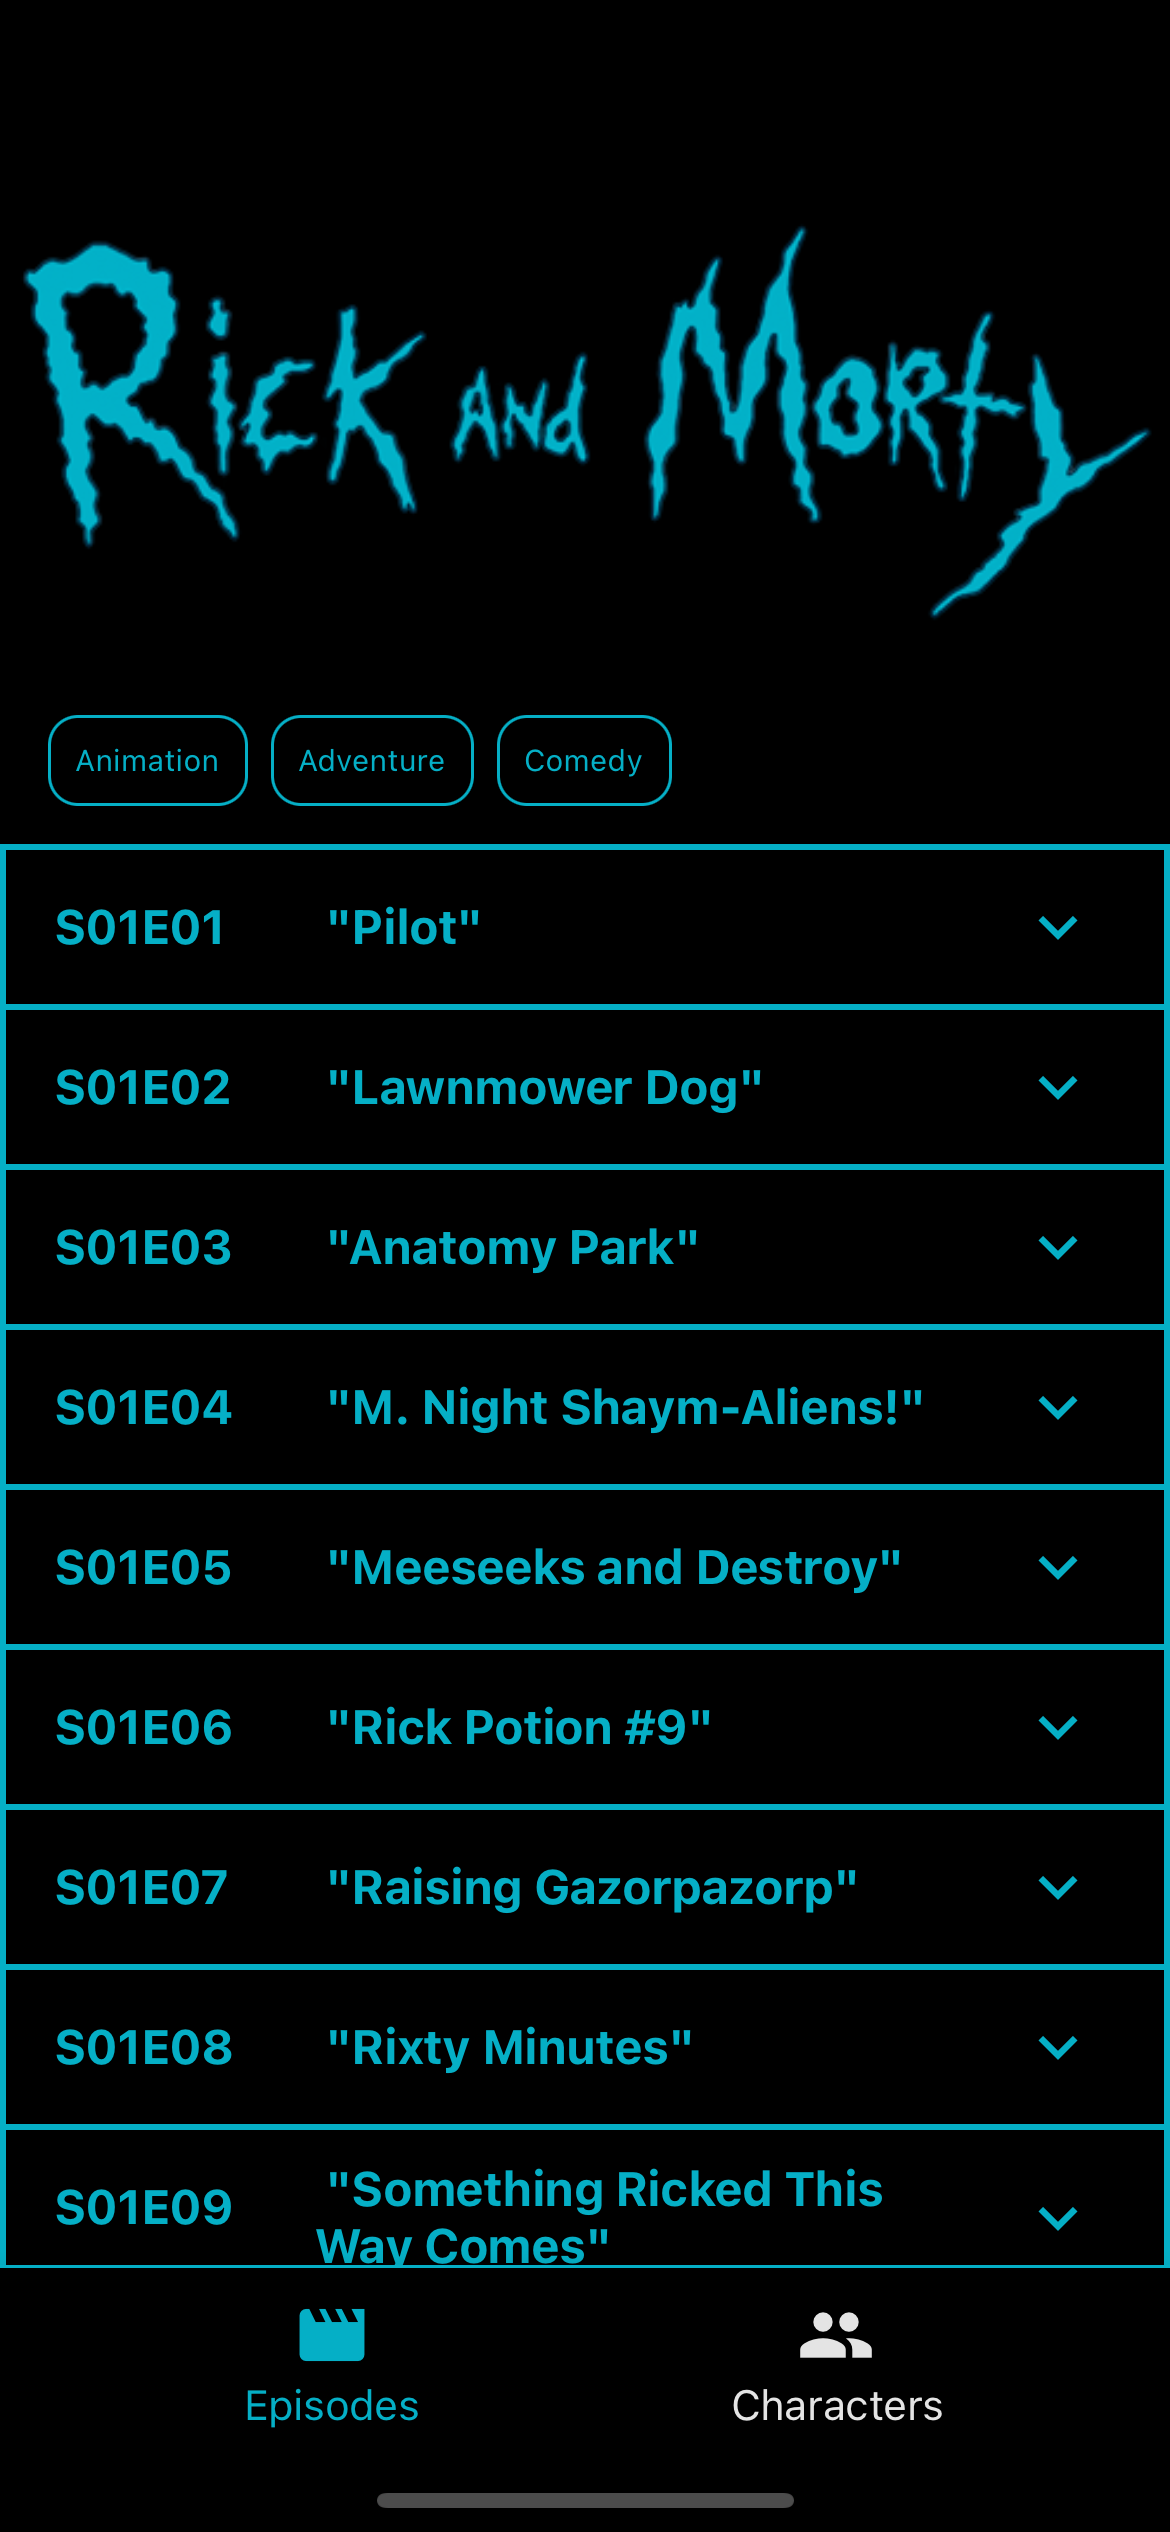 Rick and Morty
Animation Adventure Comedy
S01E01 "Pilot"
S01E02 "Lawnmower Dog"
S01E03 "Anatomy Park"
S01E04 "M. Night Shaym-Aliens!"
S01E05 "Meeseeks and Destroy"
S01E06 "Rick Potion #9"
S01E07 "Raising Gazorpazorp"
S01E08 "Rixty Minutes"
S01E09 "Something Ricked This
Way Comes"
Episodes Characters